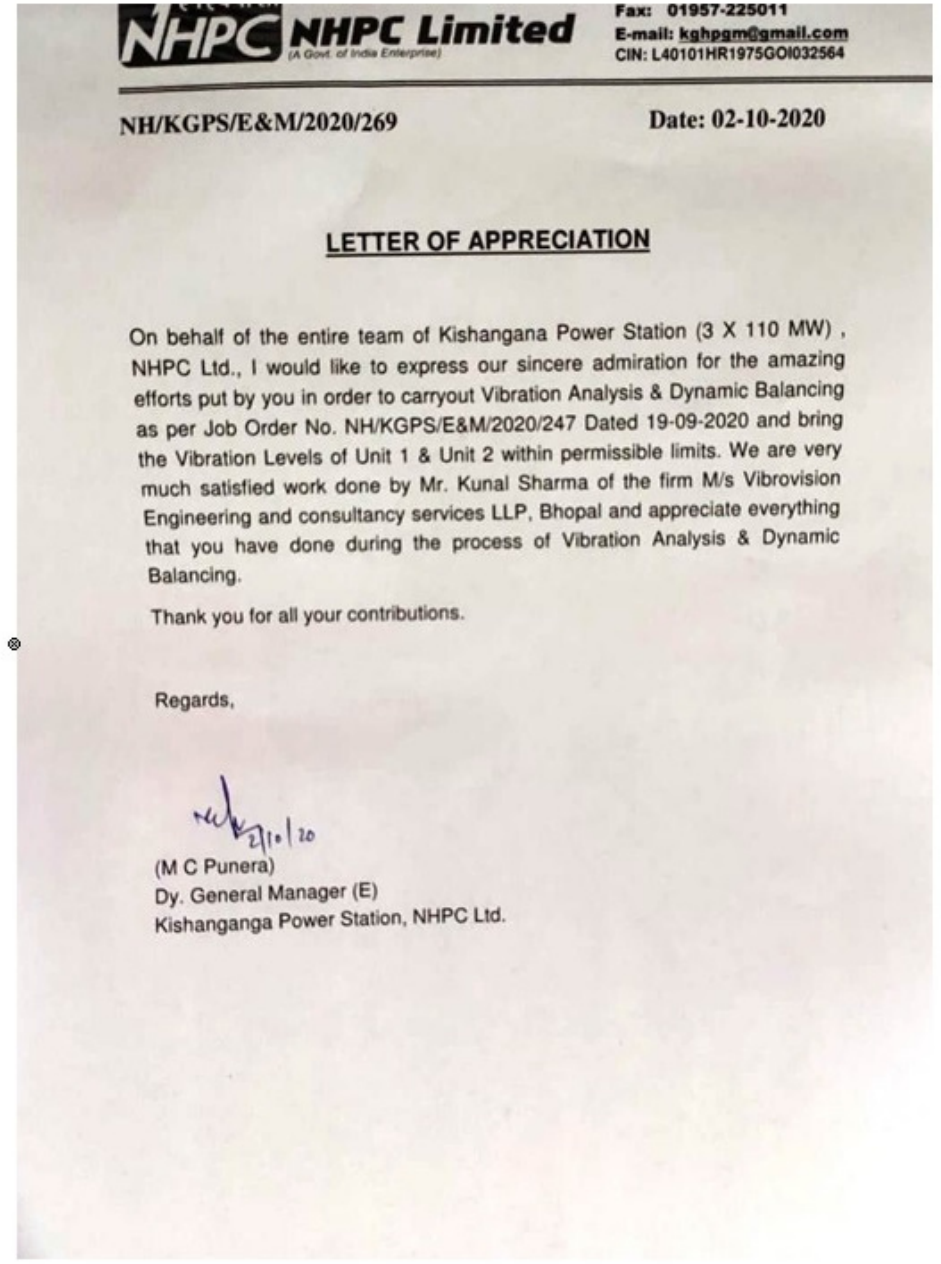 NHPC NHPC Limited
(A Govt. of India Enterprise)
Fax: 01957-225011
E-mail: kghpgm@gmail.com
CIN: L40101HR1975GOI032564
NH/KGPS/E&M/2020/269
Date: 02-10-2020
LETTER OF APPRECIATION
On behalf of the entire team of Kishangana Power Station (3 X 110 MW) ,
NHPC Ltd., I would like to express our sincere admiration for the amazing
efforts put by you in order to carryout Vibration Analysis & Dynamic Balancing
as per Job Order No. NH/KGPS/E&M/2020/247 Dated 19-09-2020 and bring
the Vibration Levels of Unit 1 & Unit 2 within permissible limits. We are very
much satisfied work done by Mr. Kunal Sharma of the firm M/s Vibrovision
Engineering and consultancy services LLP, Bhopal and appreciate everything
that you have done during the process of Vibration Analysis & Dynamic
Balancing.
Thank you for all your contributions.
Regards,
2/10/20
(M C Punera)
Dy. General Manager (E)
Kishanganga Power Station, NHPC Ltd.